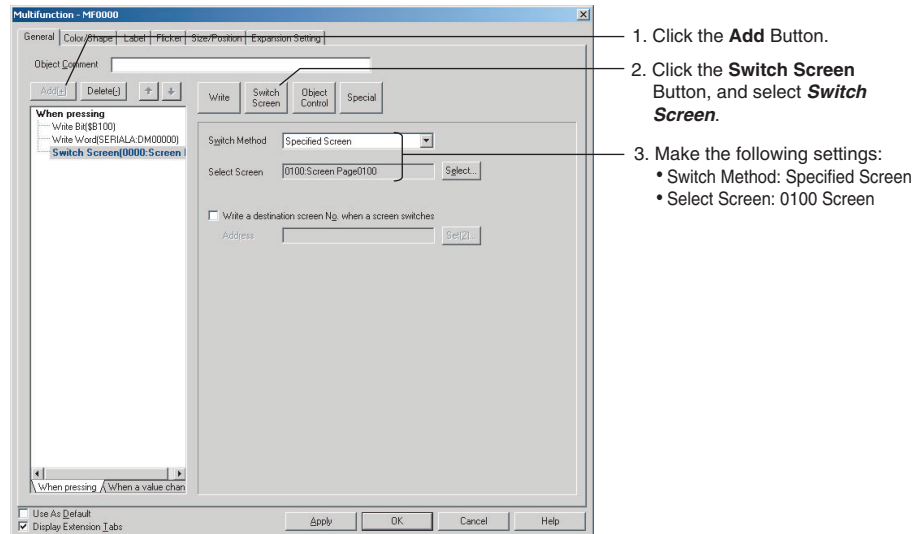 Multifunction - MF0000
General Color/Shape Label Flicker Size/Position Expansion Setting
Object Comment
Add(+) Delete(-)
When pressing
Write Bit($B100)
Write Word(SERIALA:DM00000)
Switch Screen(0000:Screen
Write Switch Screen Object Control Special
Switch Method Specified Screen
Select Screen 0100:Screen Page0100 Select...
Write a destination screen No. when a screen switches
Address Set[2]...
When pressing When a value chan
Use As Default
Display Extension Tabs
Apply OK Cancel Help
1. Click the Add Button.
2. Click the Switch Screen
Button, and select Switch
Screen.
3. Make the following settings:
• Switch Method: Specified Screen
• Select Screen: 0100 Screen